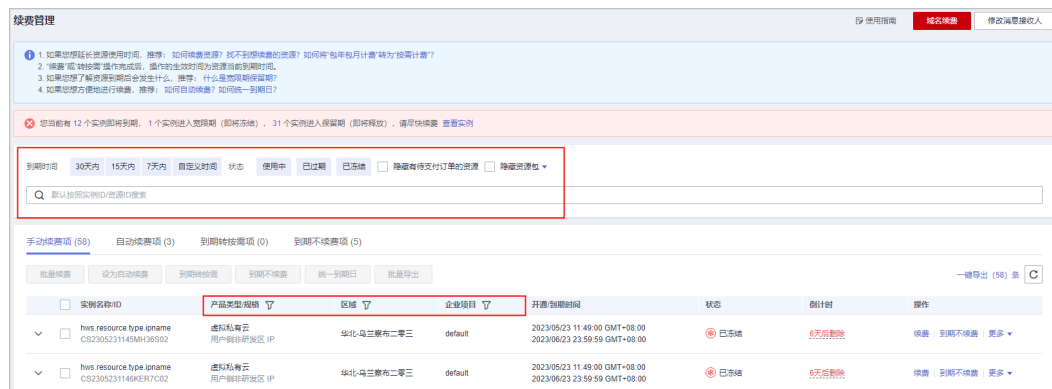 续费管理
使用指南
域名续费
修改消息接收人
1. 如果您想延长资源使用时间，推荐： 如何续费资源？找不到想续费的资源？如何将“包年包月计费”转为“按需计费”？
2. “续费”或“转按需”操作完成后，操作的生效时间为资源当前到期时间。
3. 如果您想了解资源到期后会发生什么，推荐： 什么是宽限期保留期？
4. 如果您想方便地进行续费，推荐： 如何自动续费？如何统一到期日？
您当前有 12 个实例即将到期， 1 个实例进入宽限期（即将冻结）， 31 个实例进入保留期（即将释放），请尽快续费 查看实例
到期时间 30天内 15天内 7天内 自定义时间 状态 使用中 已过期 已冻结 隐藏有待支付订单的资源 隐藏资源包
默认按照实例ID/资源ID搜索
手动续费项 (58) 自动续费项 (3) 到期转按需项 (0) 到期不续费项 (5)
批量续费 设为自动续费 到期转按需 到期不续费 统一到期日 批量导出 一键导出 (58) 条
实例名称/ID 产品类型/规格 区域 企业项目 开通/到期时间 状态 倒计时 操作
hws.resource.type.ipname 虚拟私有云 华北-乌兰察布二零三 default 2023/05/23 11:49:00 GMT+08:00 已冻结 6天后删除 续费 到期不续费 更多
CS2305231145MH36S02 用户侧非研发区 IP 2023/06/23 23:59:59 GMT+08:00
hws.resource.type.ipname 虚拟私有云 华北-乌兰察布二零三 default 2023/05/23 11:49:00 GMT+08:00 已冻结 6天后删除 续费 到期不续费 更多
CS2305231146KER7C02 用户侧非研发区 IP 2023/06/23 23:59:59 GMT+08:00